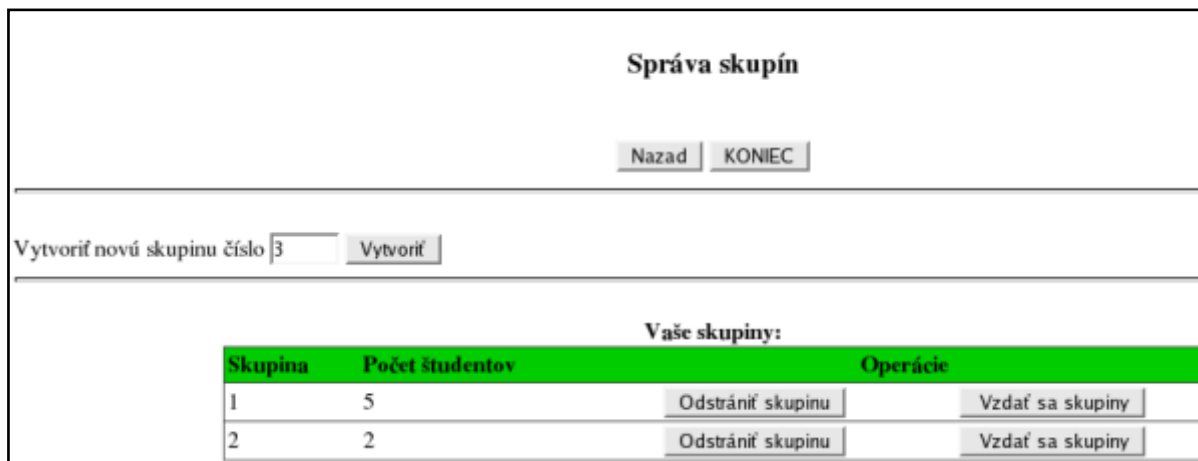 Správa skupín
Nazad KONIEC
Vytvoriť novú skupinu číslo 3 Vytvoriť
Vaše skupiny:
Skupina Počet študentov Operácie
1 5 Odstrániť skupinu Vzdať sa skupiny
2 2 Odstrániť skupinu Vzdať sa skupiny